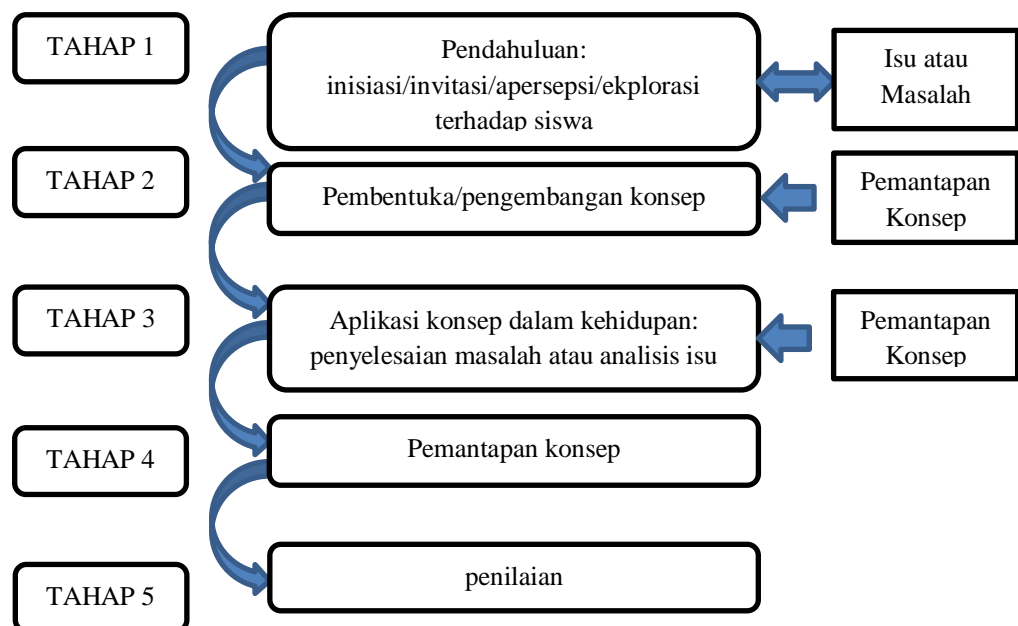 TAHAP 1
Pendahuluan:
inisiasi/invitasi/apersepsi/ekplorasi
terhadap siswa
Isu atau
Masalah
TAHAP 2
Pembentuka/pengembangan konsep
Pemantapan
Konsep
TAHAP 3
Aplikasi konsep dalam kehidupan:
penyelesaian masalah atau analisis isu
Pemantapan
Konsep
TAHAP 4
Pemantapan konsep
TAHAP 5
penilaian